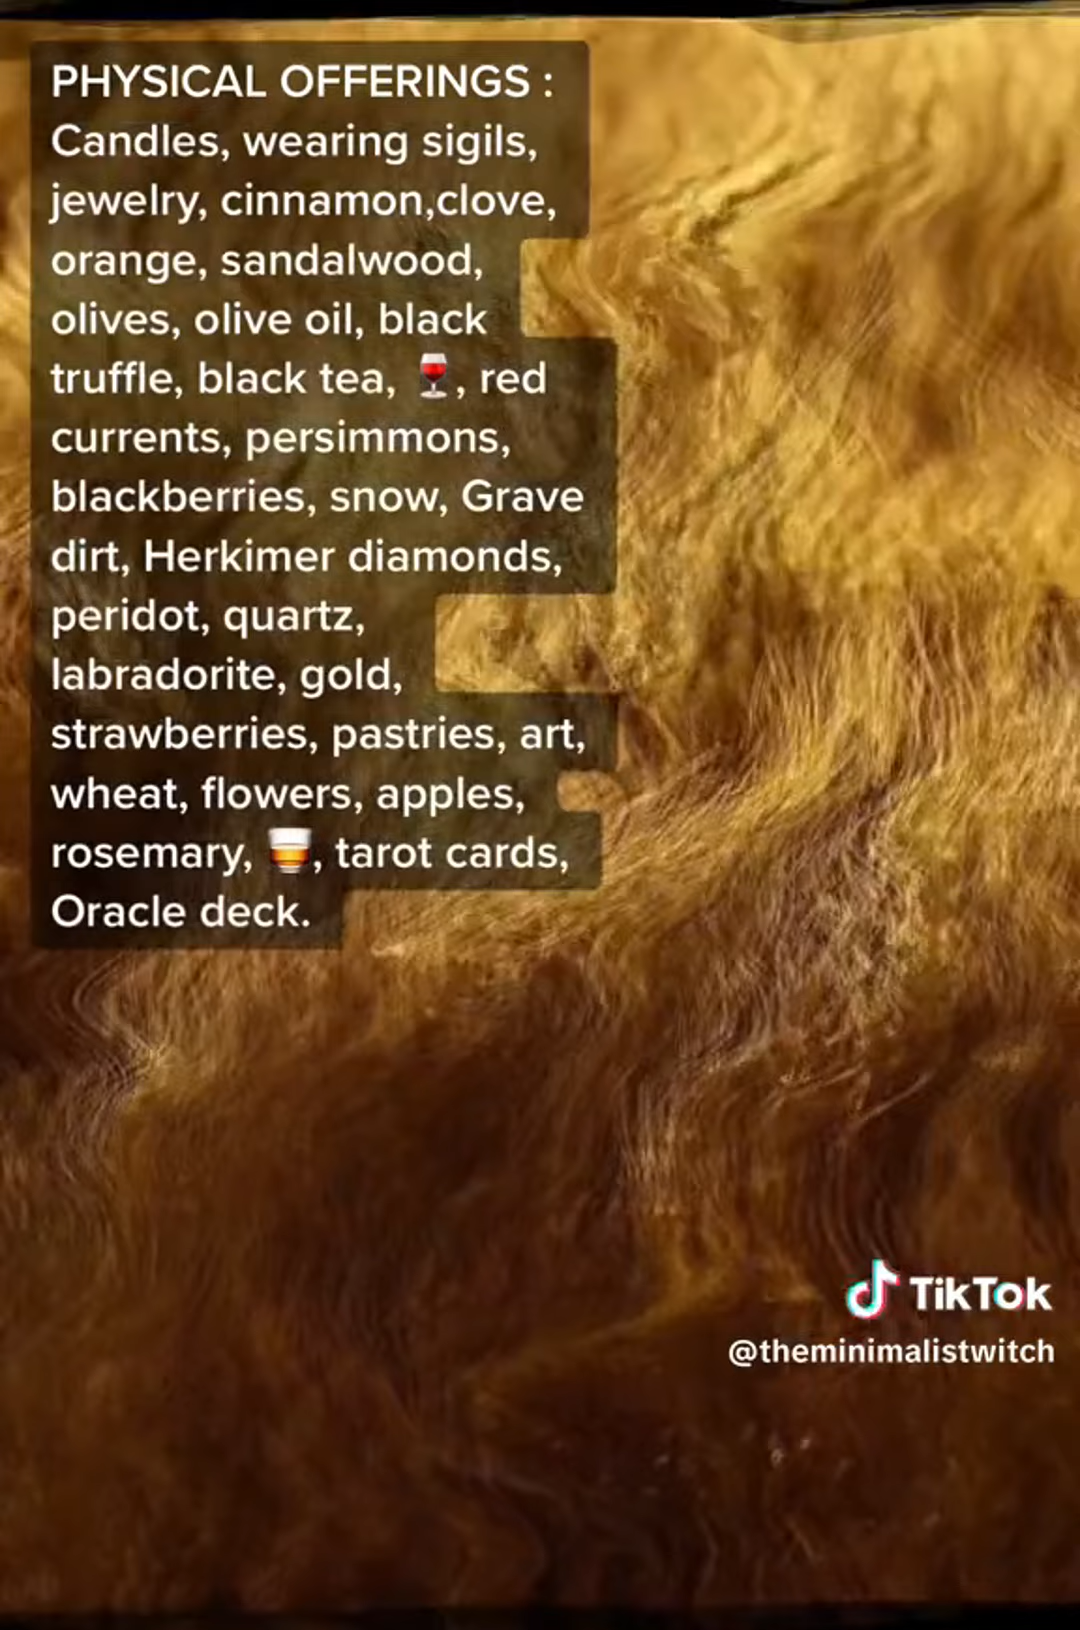 PHYSICAL OFFERINGS :
Candles, wearing sigils,
jewelry, cinnamon,clove,
orange, sandalwood,
olives, olive oil, black
truffle, black tea, 🍷, red
currents, persimmons,
blackberries, snow, Grave
dirt, Herkimer diamonds,
peridot, quartz,
labradorite, gold,
strawberries, pastries, art,
wheat, flowers, apples,
rosemary, 🥃, tarot cards,
Oracle deck.
TikTok
@theminimalistwitch